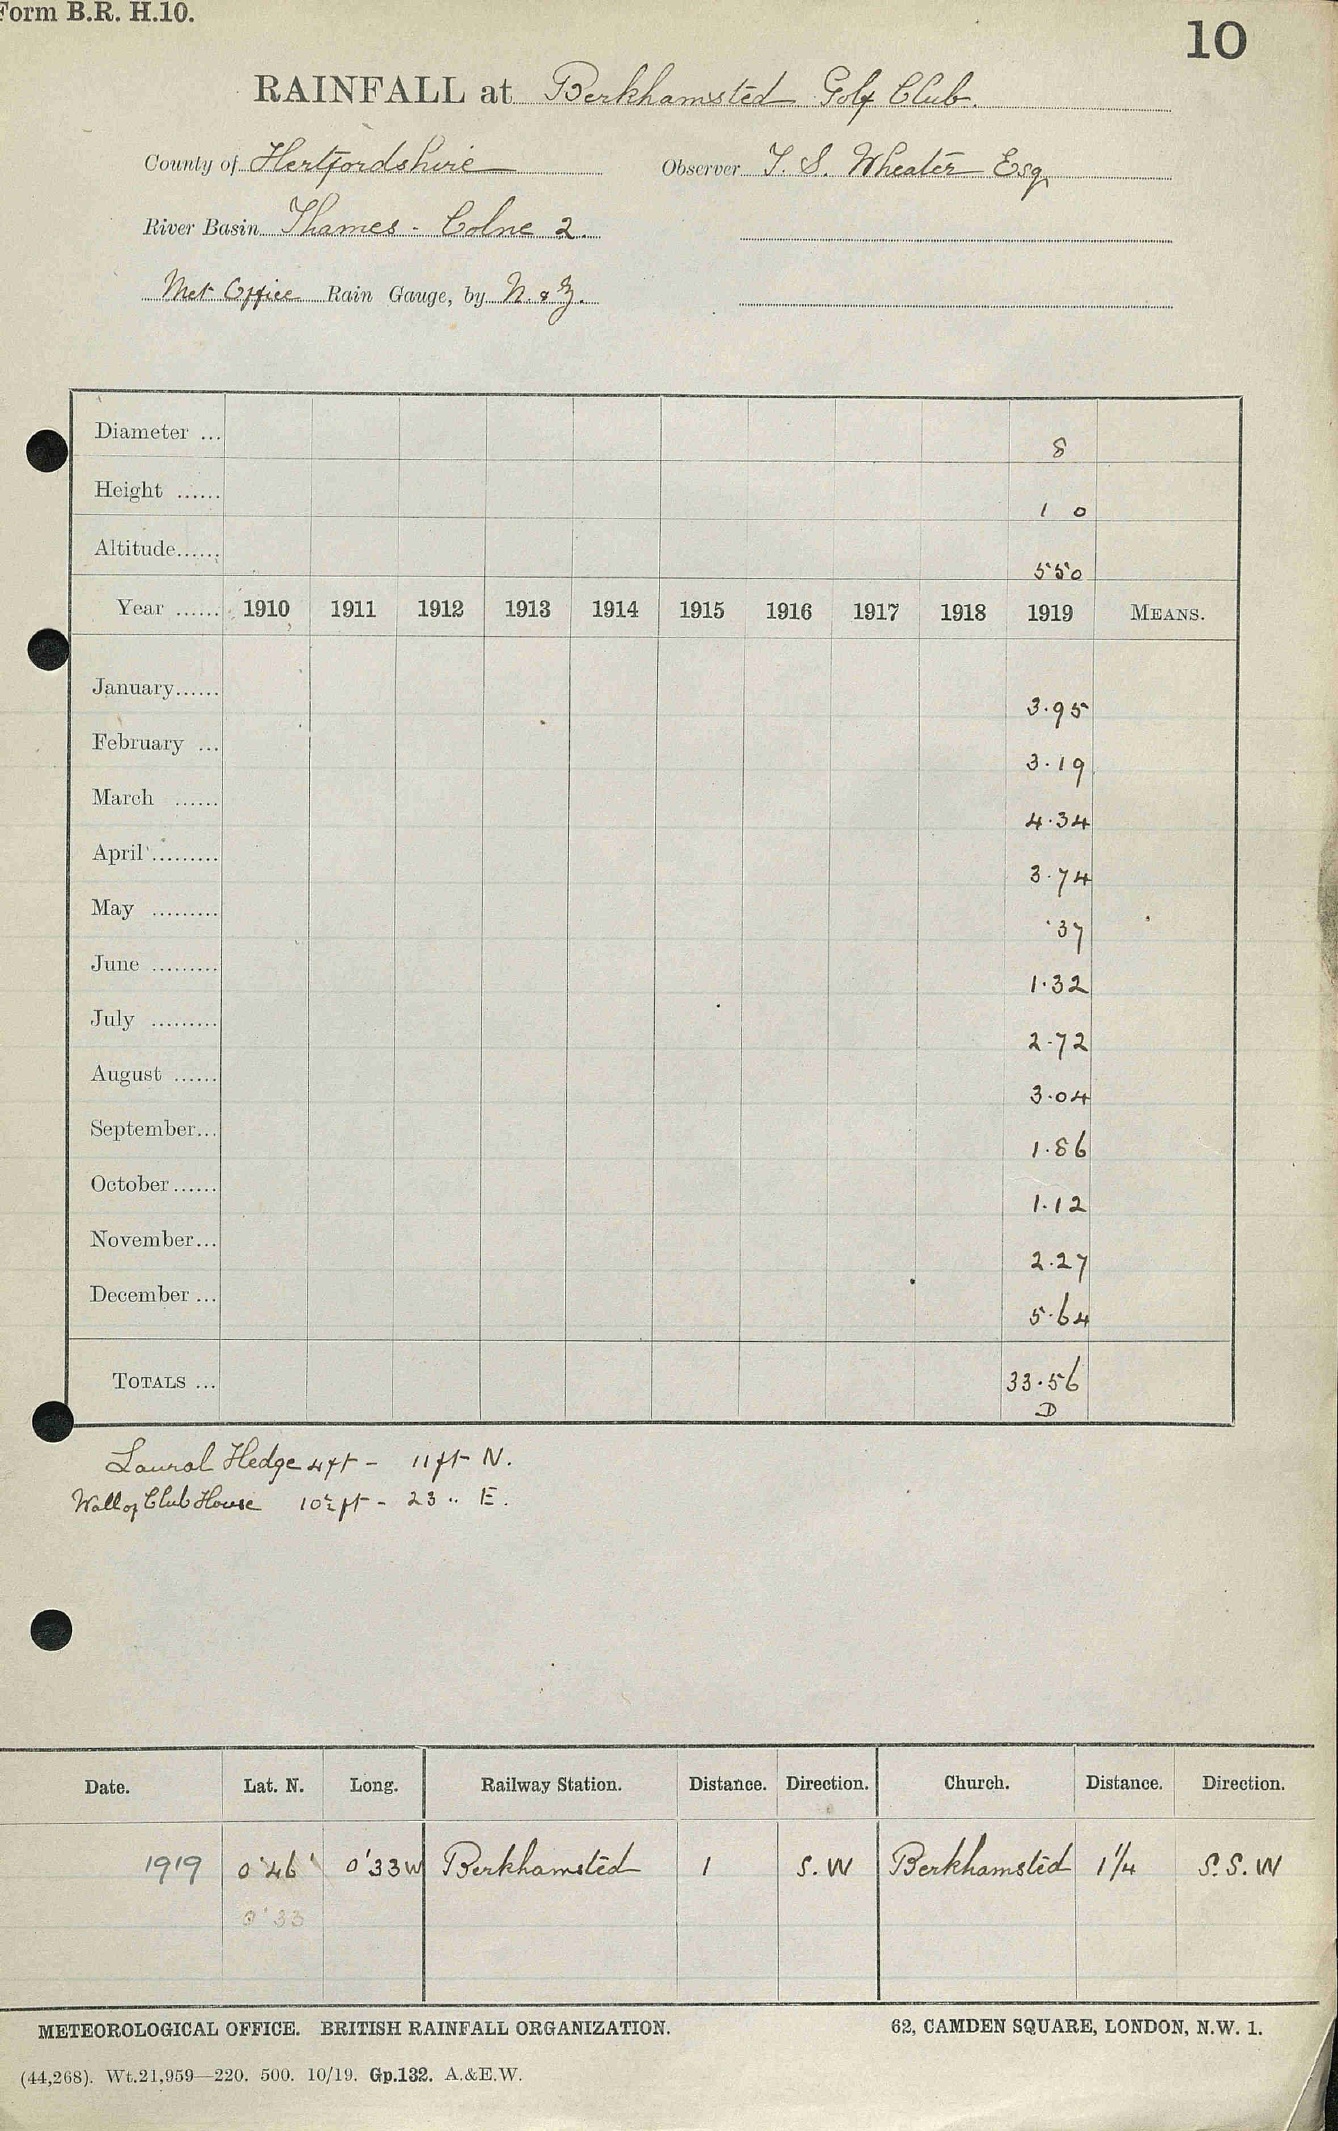 Form B.R. H.10.
10
RAINFALL at Berkhamsted Golf Club.
County of Hertfordshire Observer T. S. Wheater Esq
River Basin Thames - Colne 2.
Met Office Rain Gauge, by N. & Z.
Diameter ... 8
Height ...... 1 0
Altitude...... 550
Year ...... 1910 1911 1912 1913 1914 1915 1916 1917 1918 1919 MEANS.
January...... 3.95
February ... 3.19
March ...... 4.34
April ......... 3.74
May ......... .37
June ......... 1.32
July ......... 2.72
August ...... 3.04
September... 1.86
October...... 1.12
November... 2.27
December ... 5.64
TOTALS ... 33.56
D
Laural Hedge 4ft - 11ft N.
Wall of Club House 10½ft - 23 .. E.
Date. Lat. N. Long. Railway Station. Distance. Direction. Church. Distance. Direction.
1919 0°46' 0°33W Berkhamsted 1 S.W Berkhamsted 1¼ S.S.W
0°33
METEOROLOGICAL OFFICE. BRITISH RAINFALL ORGANIZATION. 62, CAMDEN SQUARE, LONDON, N.W. 1.
(44,268). Wt.21,959—220. 500. 10/19. Gp.132. A.&E.W.